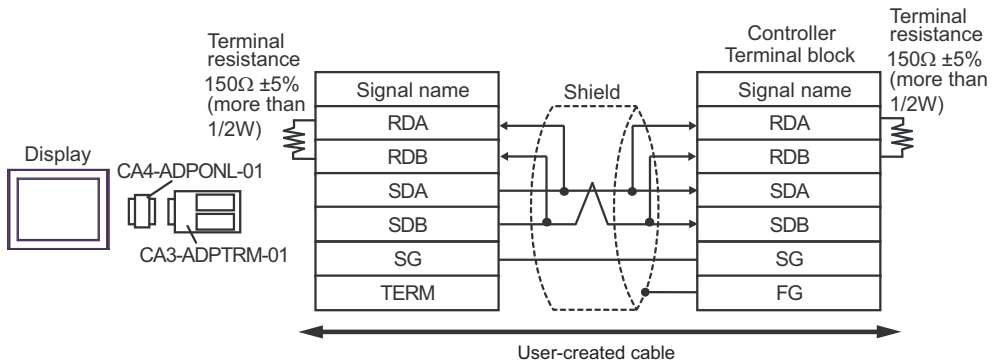 Terminal
resistance
150Ω ±5%
(more than
1/2W)
Controller
Terminal block
Terminal
resistance
150Ω ±5%
(more than
1/2W)
Display
CA4-ADPONL-01
CA3-ADPTRM-01
Signal name
RDA
RDB
SDA
SDB
SG
TERM
Shield
Signal name
RDA
RDB
SDA
SDB
SG
FG
User-created cable